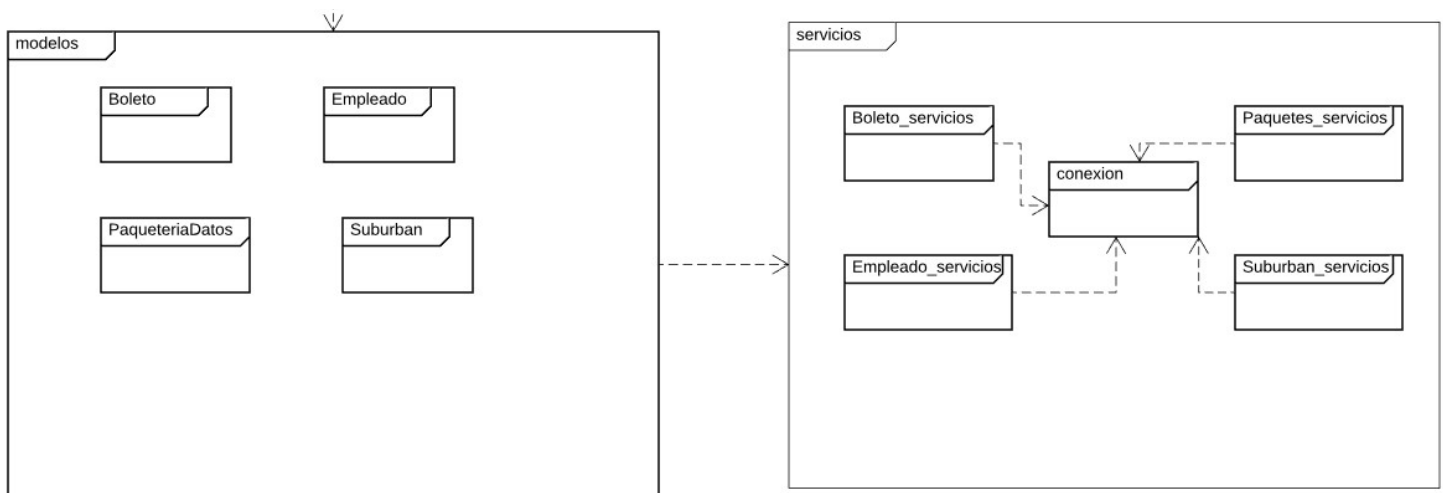 modelos
Boleto
Empleado
PaqueteriaDatos
Suburban
servicios
Boleto_servicios
Paquetes_servicios
conexion
Empleado_servicios
Suburban_servicios